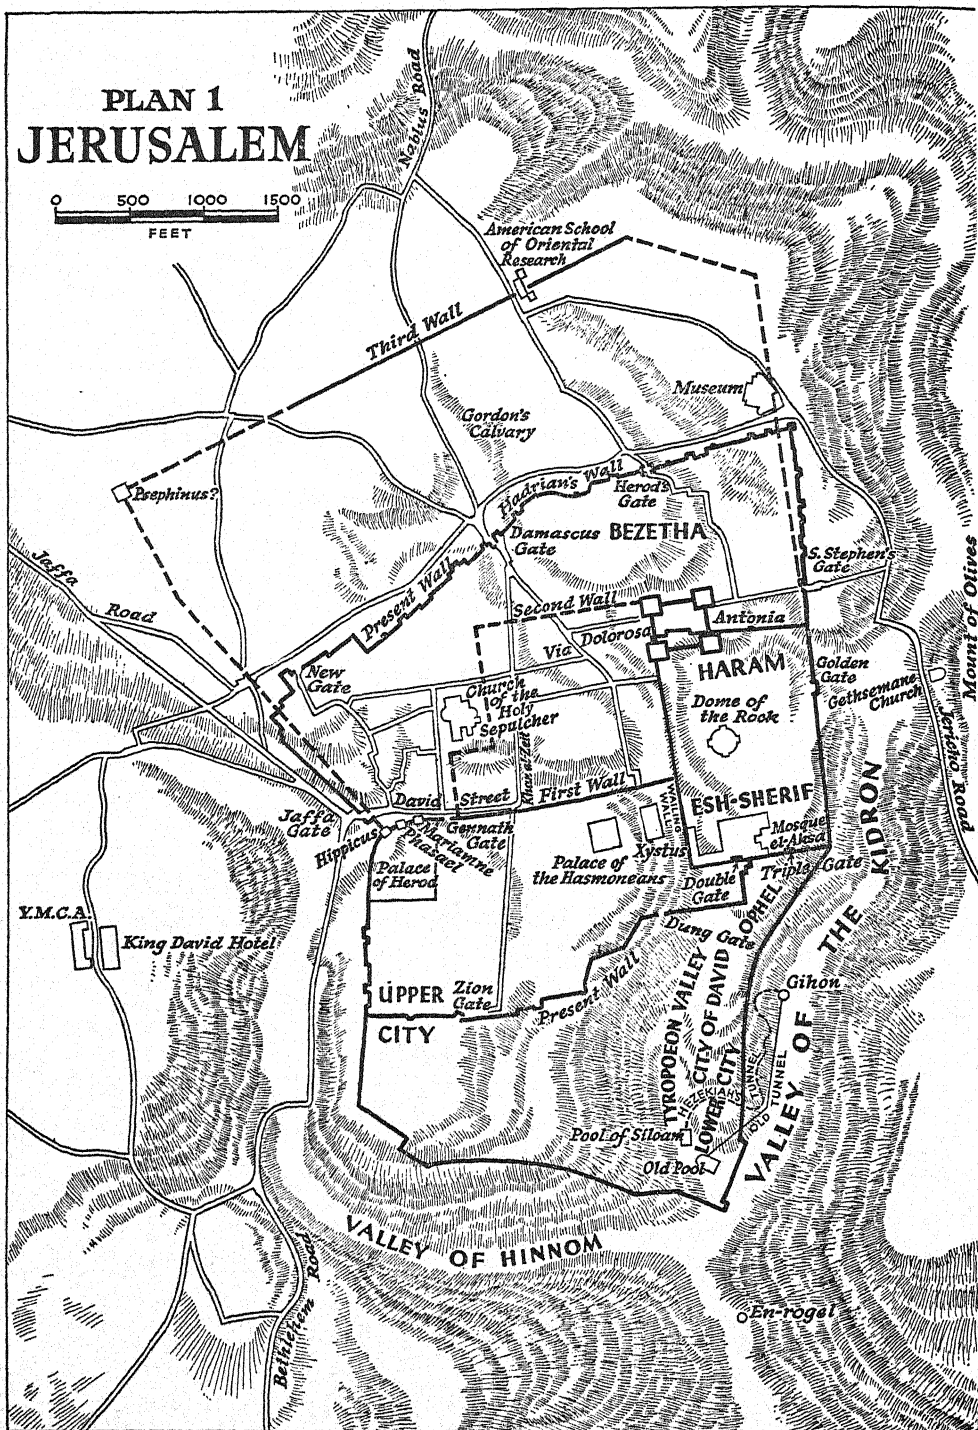 PLAN 1
JERUSALEM
0 500 1000 1500
FEET
Nablus Road
American School
of Oriental
Research
Third Wall
Museum
Gordon's
Calvary
Psephinus?
Hadrian's Wall
Herod's
Gate
Damascus
Gate
BEZETHA
S. Stephen's
Gate
Jaffa
Road
Present Wall
Second Wall
Antonia
Via
Dolorosa
Mount of Olives
New
Gate
HARAM
Golden
Gate
Gethsemane
Church
Church
of the
Holy
Sepulcher
Dome of
the Rock
Jericho Road
David
Street
First Wall
ESH-SHERIF
Jaffa
Gate
Hippicus
Phasael
Mariamne
Gennath
Gate
WAILING
WALL
Xystus
Mosque
el-Aksa
Palace
of Herod
Palace of
the Hasmoneans
Double
Gate
Triple Gate
Y.M.C.A.
King David Hotel
Dung Gate
OPHEL
UPPER
CITY
Zion
Gate
Present Wall
TYROPOEON VALLEY
CITY OF DAVID
LOWER CITY
Gihon
TUNNEL
OLD TUNNEL
VALLEY OF THE KIDRON
Pool of Siloam
Old Pool
VALLEY OF HINNOM
Bethlehem
Road
En-rogel